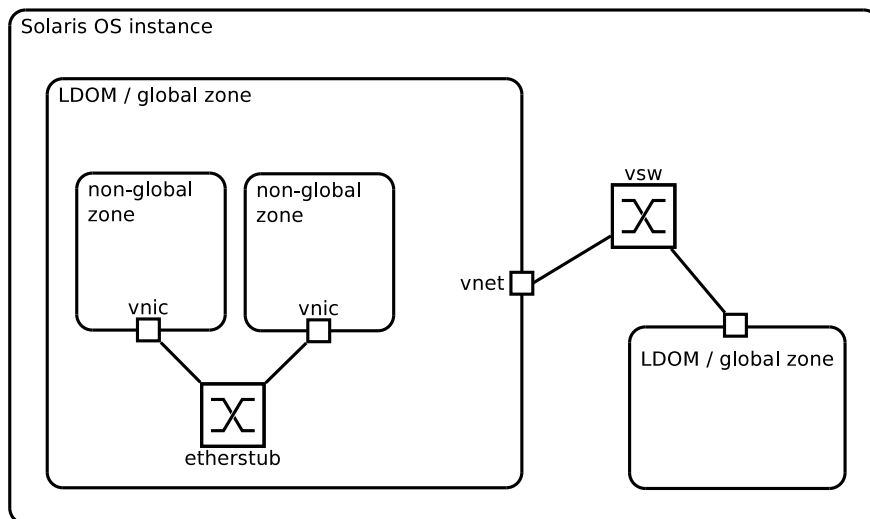 Solaris OS instance
LDOM / global zone
non-global
zone
non-global
zone
vnic
vnic
etherstub
vnet
vsw
LDOM / global zone